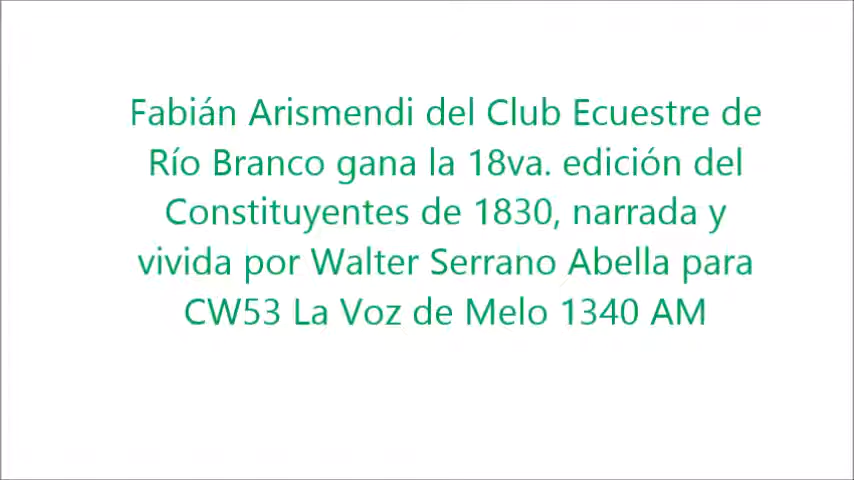 Fabián Arismendi del Club Ecuestre de
Río Branco gana la 18va. edición del
Constituyentes de 1830, narrada y
vivida por Walter Serrano Abella para
CW53 La Voz de Melo 1340 AM